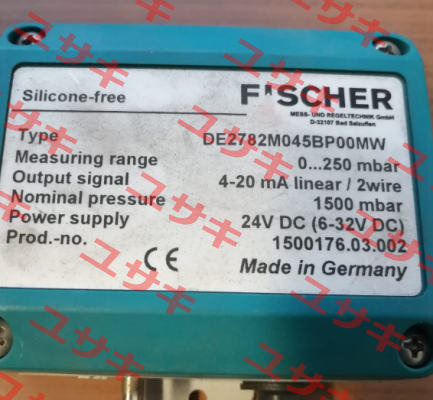 Silicone-free
FISCHER
MESS- UND REGELTECHNIK GmbH
D-32107 Bad Salzuflen
Type DE2782M045BP00MW
Measuring range 0...250 mbar
Output signal 4-20 mA linear / 2wire
Nominal pressure 1500 mbar
Power supply 24V DC (6-32V DC)
Prod.-no. 1500176.03.002
CE Made in Germany
ユサキ